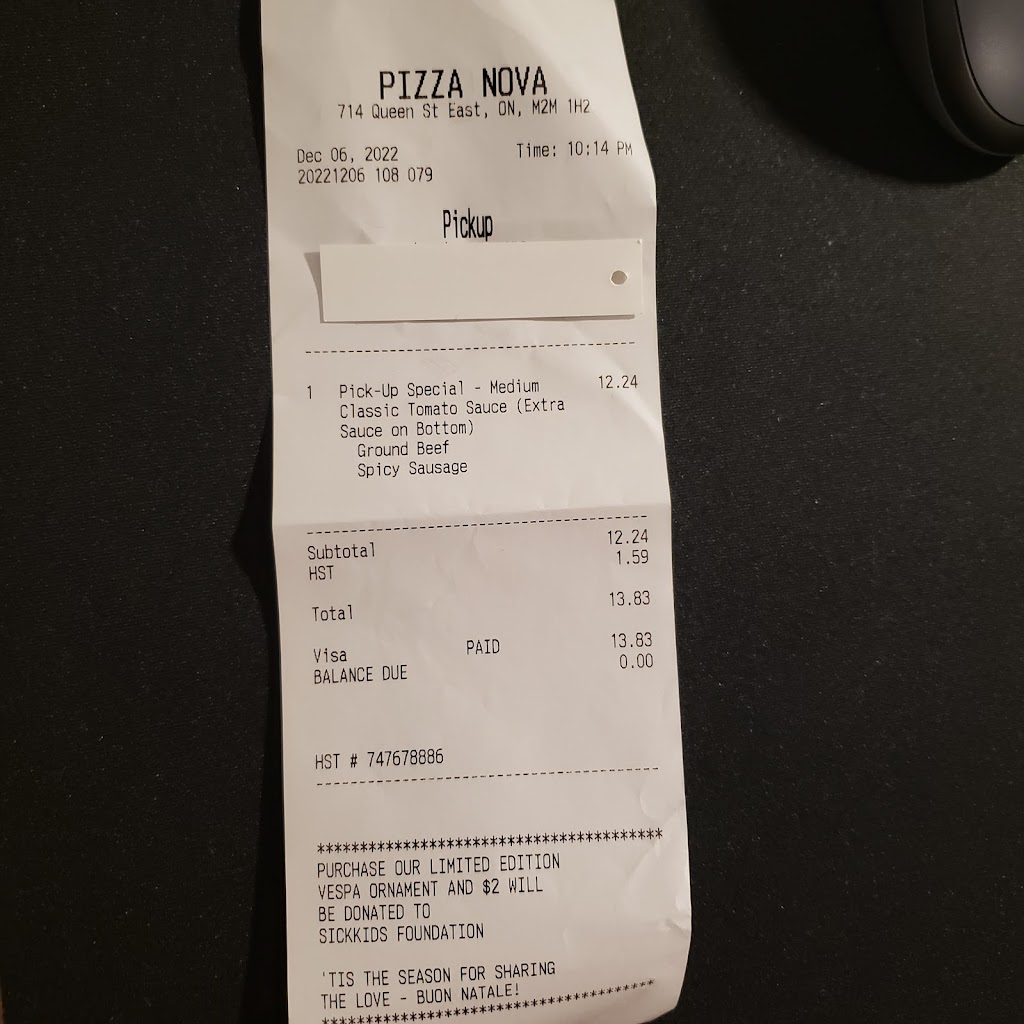 PIZZA NOVA
714 Queen St East, ON, M2M 1H2
Dec 06, 2022 Time: 10:14 PM
20221206 108 079
Pickup
1 Pick-Up Special - Medium 12.24
Classic Tomato Sauce (Extra
Sauce on Bottom)
Ground Beef
Spicy Sausage
Subtotal 12.24
HST 1.59
Total 13.83
Visa PAID 13.83
BALANCE DUE 0.00
HST # 747678886
****************************************
PURCHASE OUR LIMITED EDITION
VESPA ORNAMENT AND $2 WILL
BE DONATED TO
SICKKIDS FOUNDATION
'TIS THE SEASON FOR SHARING
THE LOVE - BUON NATALE!
****************************************